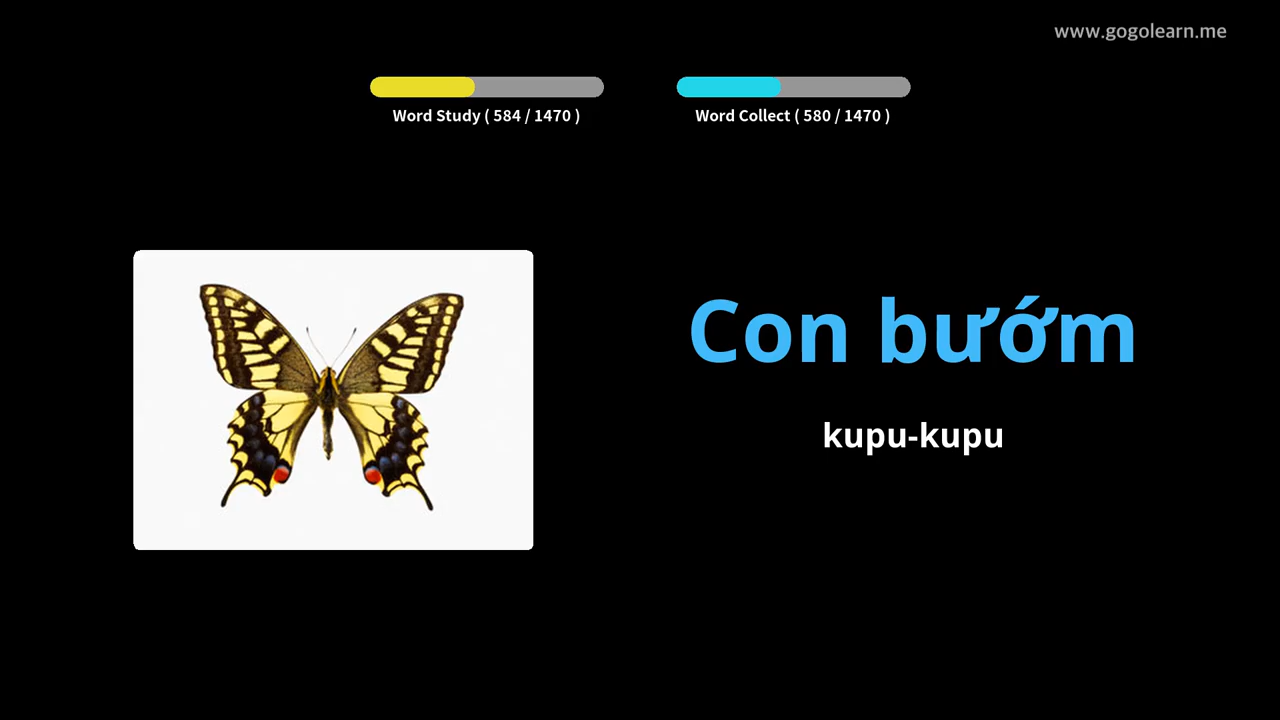 www.gogolearn.me
Word Study ( 584 / 1470 )
Word Collect ( 580 / 1470 )
Con bướm
kupu-kupu